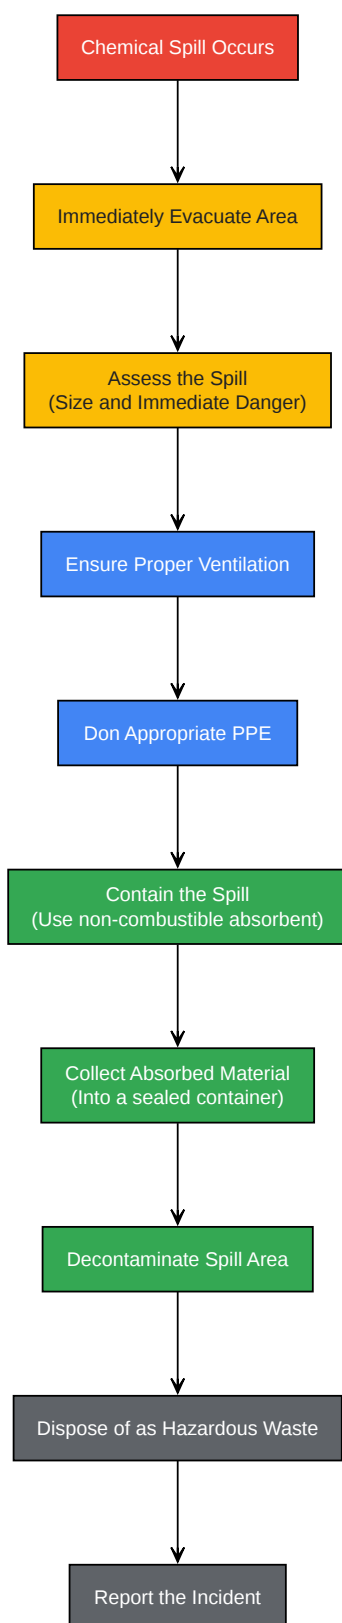 Chemical Spill Occurs
Immediately Evacuate Area
Assess the Spill
(Size and Immediate Danger)
Ensure Proper Ventilation
Don Appropriate PPE
Contain the Spill
(Use non-combustible absorbent)
Collect Absorbed Material
(Into a sealed container)
Decontaminate Spill Area
Dispose of as Hazardous Waste
Report the Incident